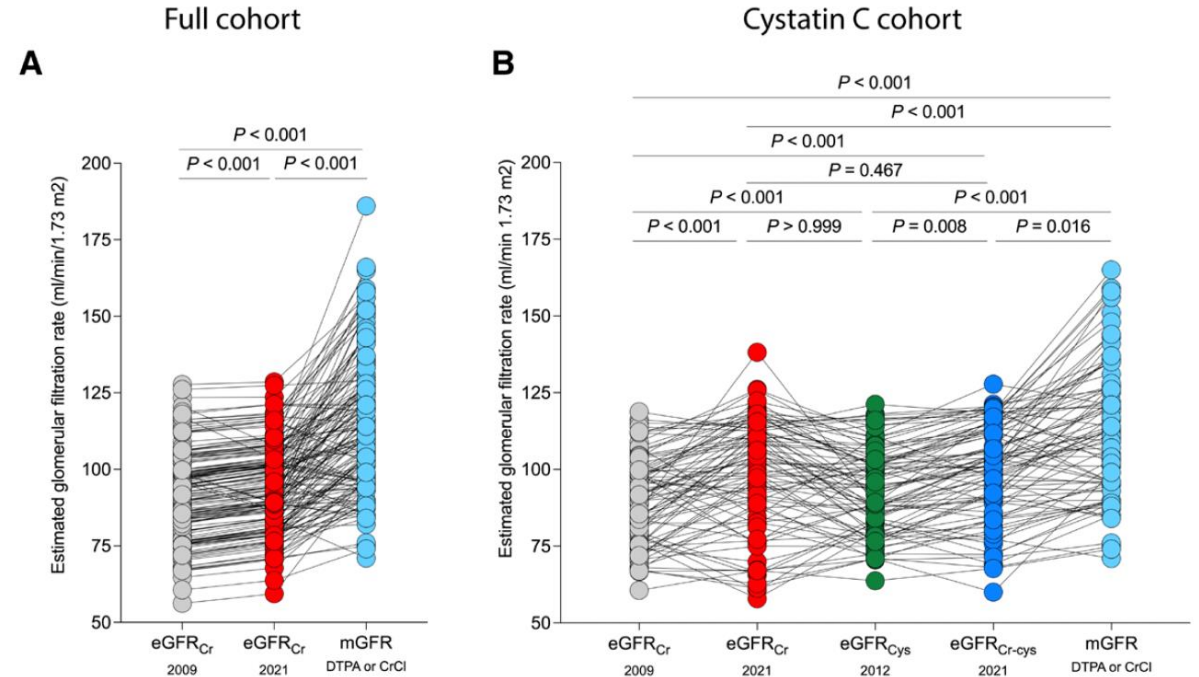 Full cohort
Cystatin C cohort
A
B
P < 0.001
P < 0.001 P < 0.001
Estimated glomerular filtration rate (ml/min/1.73 m2)
200
175
150
125
100
75
50
eGFRCr
2009
eGFRCr
2021
mGFR
DTPA or CrCl
P < 0.001
P < 0.001
P < 0.001
P = 0.467
P < 0.001 P < 0.001
P < 0.001 P > 0.999 P = 0.008 P = 0.016
Estimated glomerular filtration rate (ml/min 1.73 m2)
200
175
150
125
100
75
50
eGFRCr
2009
eGFRCr
2021
eGFRCys
2012
eGFRCr-cys
2021
mGFR
DTPA or CrCl